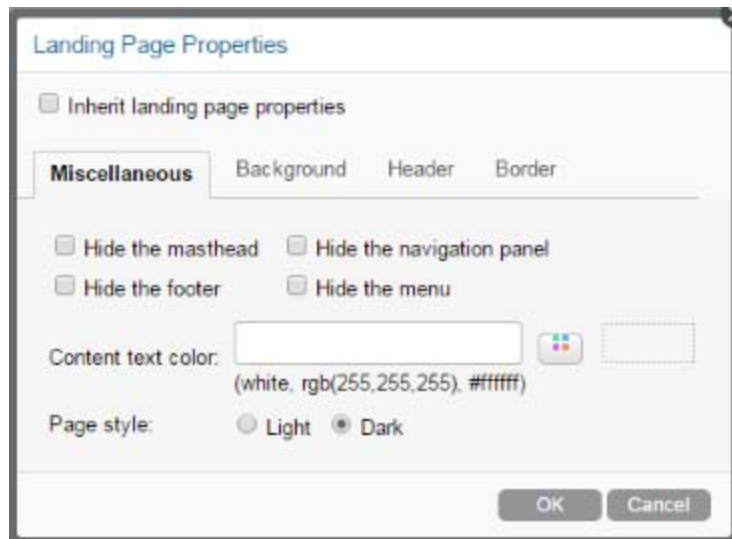 Landing Page Properties
Inherit landing page properties
Miscellaneous Background Header Border
Hide the masthead Hide the navigation panel
Hide the footer Hide the menu
Content text color:
(white, rgb(255,255,255), #ffffff)
Page style: Light Dark
OK Cancel